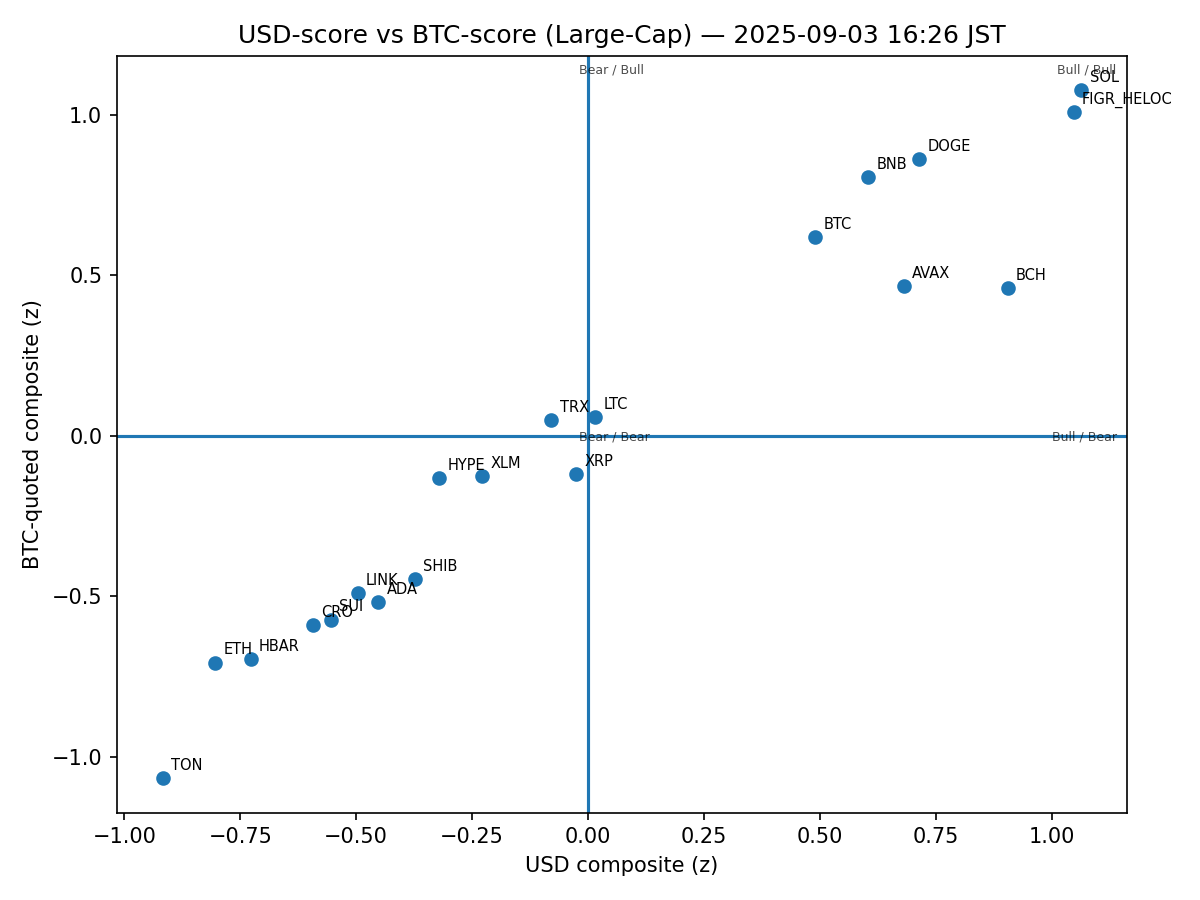 USD-score vs BTC-score (Large-Cap) — 2025-09-03 16:26 JST
Bear / Bull
Bull / Bull
SOL
FIGR_HELOC
DOGE
BNB
BTC
AVAX
BCH
TRX
LTC
Bear / Bear
Bull / Bear
HYPE
XLM
XRP
SHIB
LINK
ADA
SUI
CRO
ETH
HBAR
TON
1.0
0.5
0.0
−0.5
−1.0
BTC-quoted composite (z)
−1.00
−0.75
−0.50
−0.25
0.00
0.25
0.50
0.75
1.00
USD composite (z)